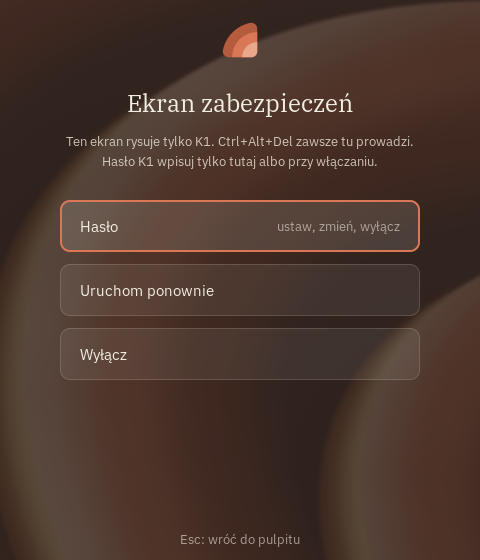 Ekran zabezpieczeń
Ten ekran rysuje tylko K1. Ctrl+Alt+Del zawsze tu prowadzi.
Hasło K1 wpisuj tylko tutaj albo przy włączaniu.
Hasło ustaw, zmień, wyłącz
Uruchom ponownie
Wyłącz
Esc: wróć do pulpitu